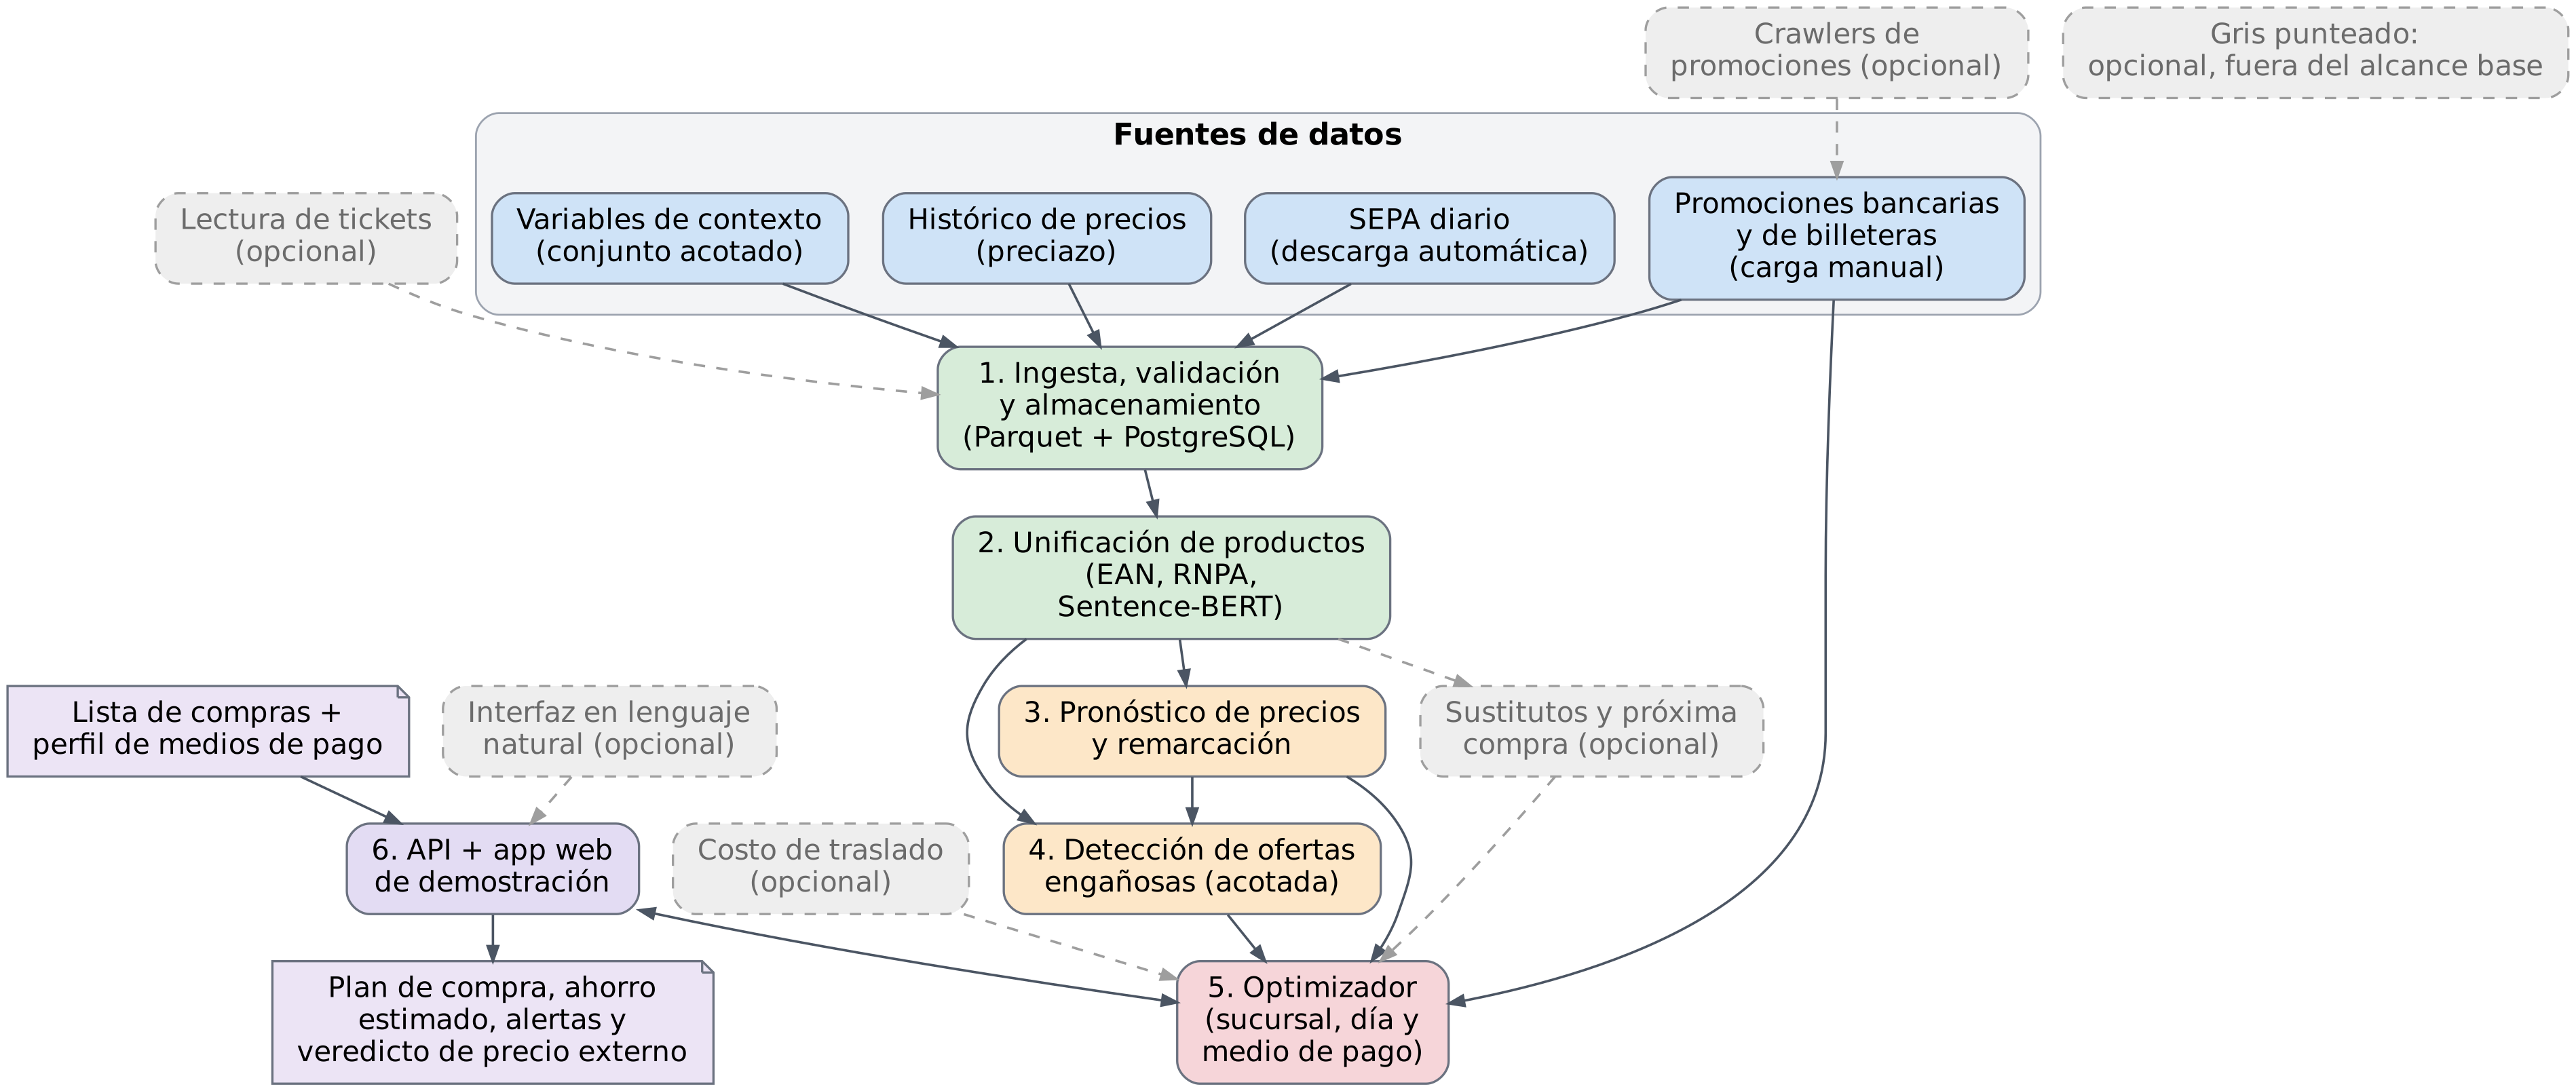 Crawlers de
promociones (opcional)
Gris punteado:
opcional, fuera del alcance base
Fuentes de datos
Lectura de tickets
(opcional)
Variables de contexto
(conjunto acotado)
Histórico de precios
(preciazo)
SEPA diario
(descarga automática)
Promociones bancarias
y de billeteras
(carga manual)
1. Ingesta, validación
y almacenamiento
(Parquet + PostgreSQL)
2. Unificación de productos
(EAN, RNPA,
Sentence-BERT)
Lista de compras +
perfil de medios de pago
Interfaz en lenguaje
natural (opcional)
3. Pronóstico de precios
y remarcación
Sustitutos y próxima
compra (opcional)
6. API + app web
de demostración
Costo de traslado
(opcional)
4. Detección de ofertas
engañosas (acotada)
Plan de compra, ahorro
estimado, alertas y
veredicto de precio externo
5. Optimizador
(sucursal, día y
medio de pago)